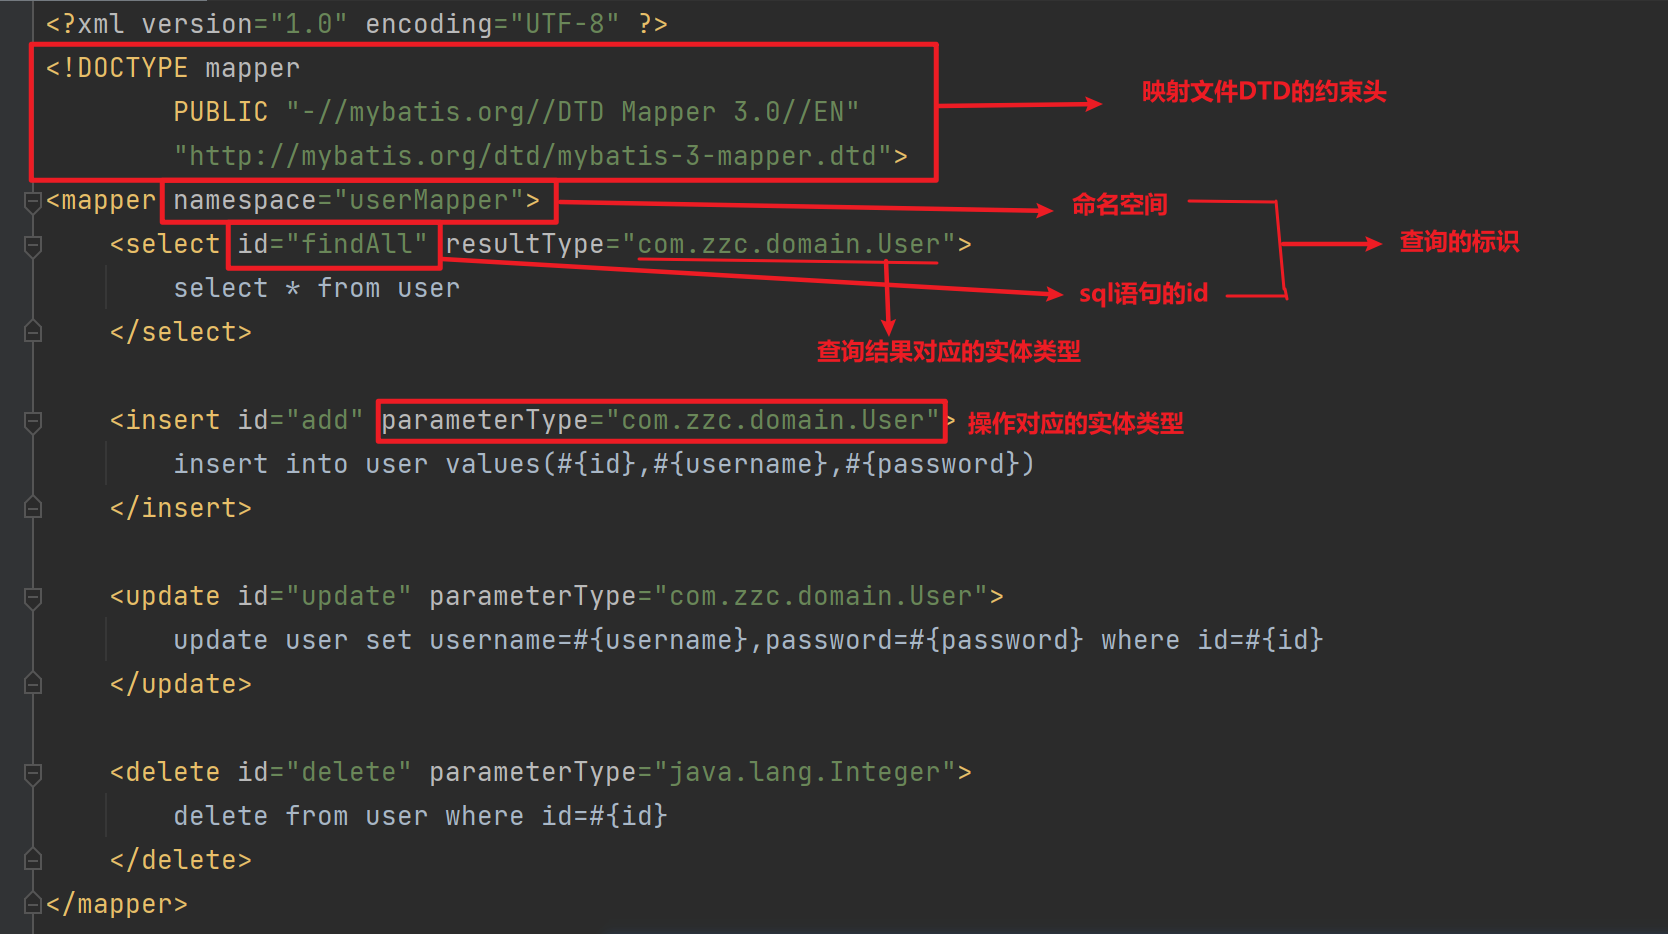 <?xml version="1.0" encoding="UTF-8" ?>
<!DOCTYPE mapper
PUBLIC "-//mybatis.org//DTD Mapper 3.0//EN"
映射文件DTD的约束头
"http://mybatis.org/dtd/mybatis-3-mapper.dtd">
<mapper namespace="userMapper">
命名空间
<select id="findAll" resultType="com.zzc.domain.User">
查询的标识
select * from user
sql语句的id
</select>
查询结果对应的实体类型
<insert id="add" parameterType="com.zzc.domain.User">
操作对应的实体类型
insert into user values(#{id},#{username},#{password})
</insert>
<update id="update" parameterType="com.zzc.domain.User">
update user set username=#{username},password=#{password} where id=#{id}
</update>
<delete id="delete" parameterType="java.lang.Integer">
delete from user where id=#{id}
</delete>
</mapper>